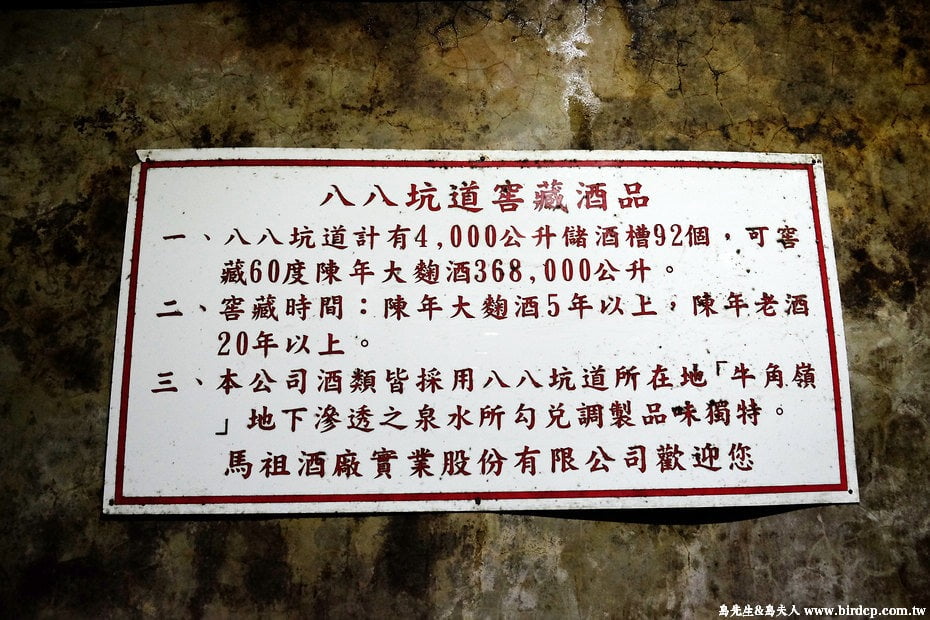 八八坑道窖藏酒品
一、八八坑道計有4,000公升儲酒槽92個，可窖
藏60度陳年大麴酒368,000公升。
二、窖藏時間：陳年大麴酒5年以上，陳年老酒
20年以上。
三、本公司酒類皆採用八八坑道所在地「牛角嶺
」地下滲透之泉水所勾兌調製品味獨特。
馬祖酒廠實業股份有限公司歡迎您
鳥先生&鳥夫人 www.birdcp.com.tw